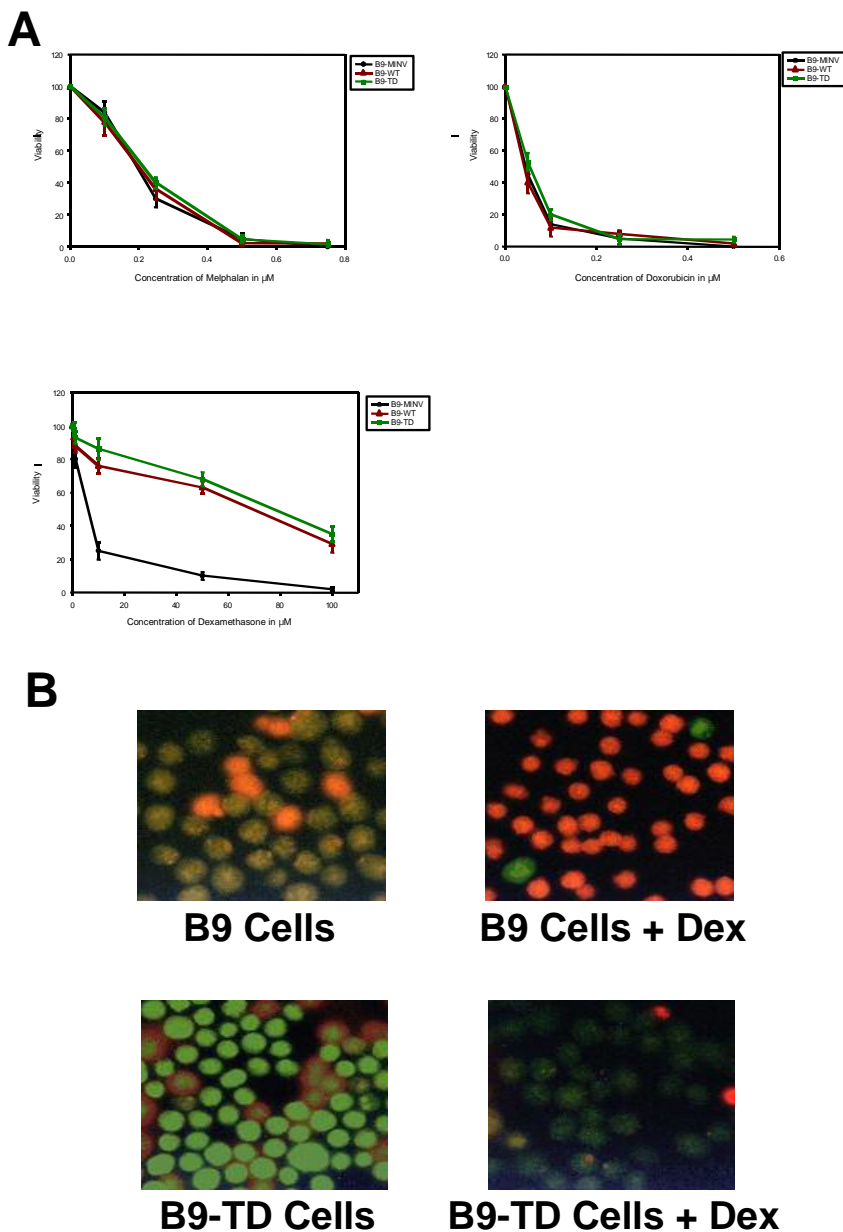 A
120
100
80
60
40
20
0
Viability
0.0 0.2 0.4 0.6 0.8
Concentration of Melphalan in µM
B9-MINV
B9-WT
B9-TD
120
100
80
60
40
20
0
Viability
0.0 0.2 0.4 0.6
Concentration of Doxorubicin in µM
B9-MINV
B9-WT
B9-TD
120
100
80
60
40
20
0
Viability
0 20 40 60 80 100
Concentration of Dexamethasone in µM
B9-MINV
B9-WT
B9-TD
B
B9 Cells
B9 Cells + Dex
B9-TD Cells
B9-TD Cells + Dex